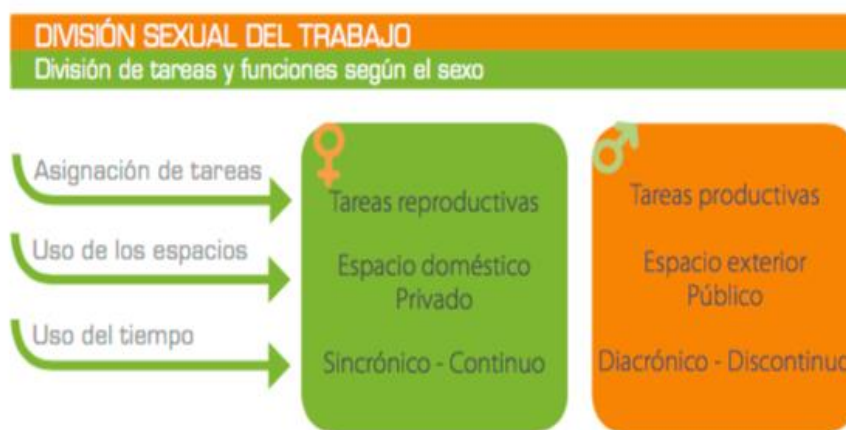 DIVISIÓN SEXUAL DEL TRABAJO
División de tareas y funciones según el sexo
Asignación de tareas
Tareas reproductivas
Tareas productivas
Uso de los espacios
Espacio doméstico
Privado
Espacio exterior
Público
Uso del tiempo
Sincrónico - Continuo
Diacrónico - Discontinuo